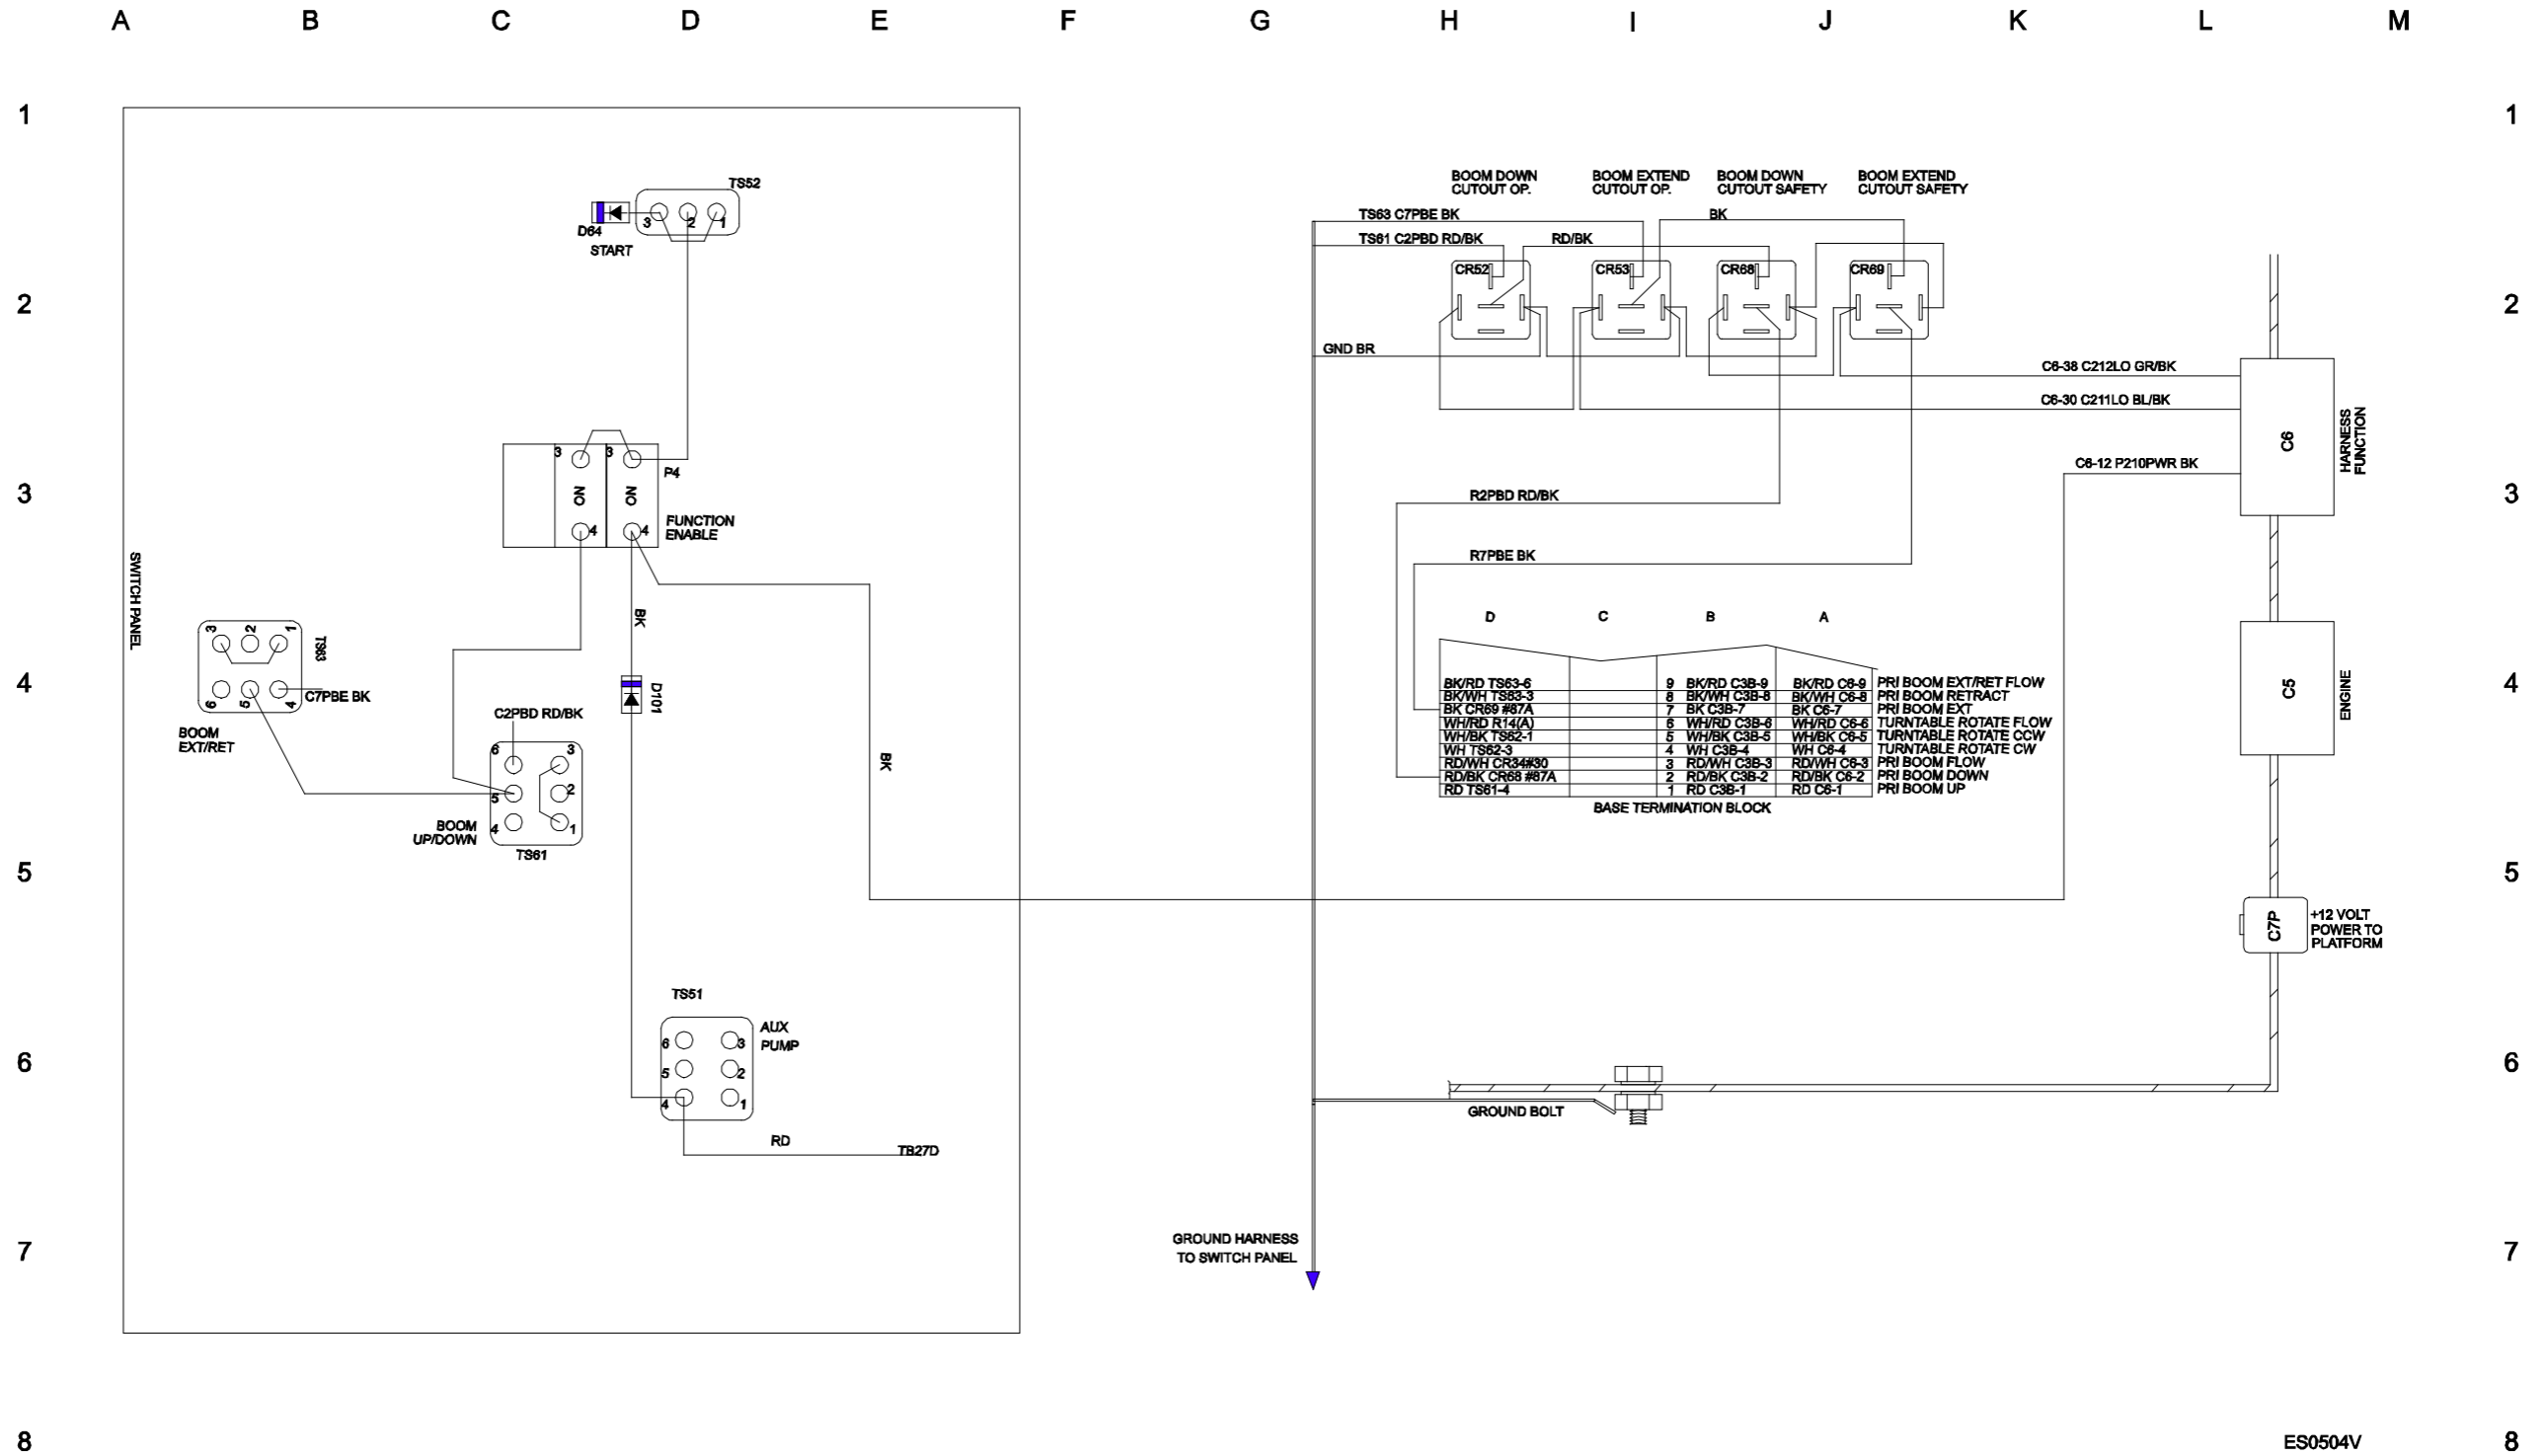 A B C D E F G H I J K L M
1 1
2 2
3 3
4 4
5 5
6 6
7 7
8 8
SWITCH PANEL
TS52
3 2 1
D64
START
3 3
P4
NO NO
4 4
FUNCTION
ENABLE
BK
D101
BK
3 2 1
TS63
6 5 4
C7PBE BK
BOOM
EXT/RET
C2PBD RD/BK
6 3
5 2
4 1
BOOM
UP/DOWN
TS61
TS51
AUX
PUMP
6 3
5 2
4 1
RD
TB27D
BOOM DOWN
CUTOUT OP.
BOOM EXTEND
CUTOUT OP.
BOOM DOWN
CUTOUT SAFETY
BOOM EXTEND
CUTOUT SAFETY
TS63 C7PBE BK
BK
TS61 C2PBD RD/BK
RD/BK
CR52
CR53
CR68
CR69
GND BR
C6-38 C212LO GR/BK
C6-30 C211LO BL/BK
C6-12 P210PWR BK
R2PBD RD/BK
R7PBE BK
D C B A
BK/RD TS63-6 9 BK/RD C3B-9 BK/RD C6-9 PRI BOOM EXT/RET FLOW
BK/WH TS63-3 8 BK/WH C3B-8 BK/WH C6-8 PRI BOOM RETRACT
BK CR69 #87A 7 BK C3B-7 BK C6-7 PRI BOOM EXT
WH/RD R14(A) 6 WH/RD C3B-6 WH/RD C6-6 TURNTABLE ROTATE FLOW
WH/BK TS62-1 5 WH/BK C3B-5 WH/BK C6-5 TURNTABLE ROTATE CCW
WH TS62-3 4 WH C3B-4 WH C6-4 TURNTABLE ROTATE CW
RD/WH CR34#30 3 RD/WH C3B-3 RD/WH C6-3 PRI BOOM FLOW
RD/BK CR68 #87A 2 RD/BK C3B-2 RD/BK C6-2 PRI BOOM DOWN
RD TS61-4 1 RD C3B-1 RD C6-1 PRI BOOM UP
BASE TERMINATION BLOCK
C6
HARNESS
FUNCTION
C5
ENGINE
C7P
+12 VOLT
POWER TO
PLATFORM
GROUND BOLT
GROUND HARNESS
TO SWITCH PANEL
ES0504V